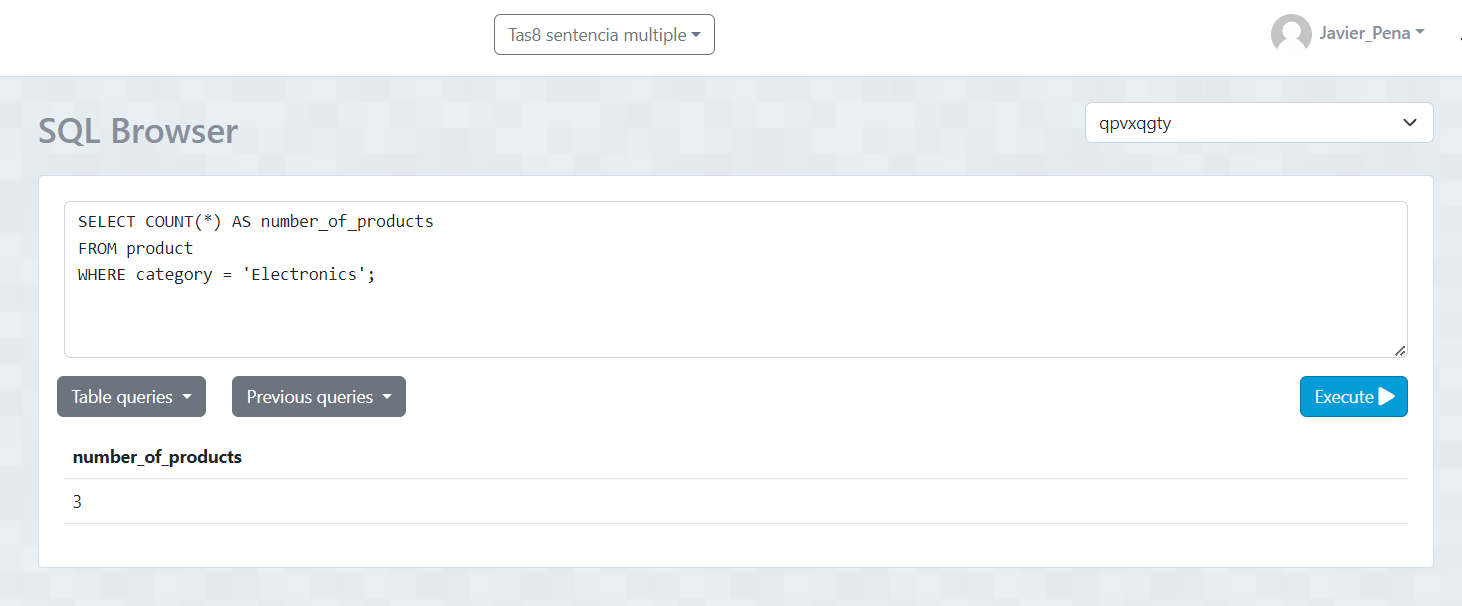 Tas8 sentencia multiple
Javier_Pena
SQL Browser
qpvxqgty
SELECT COUNT(*) AS number_of_products
FROM product
WHERE category = 'Electronics';
Table queries
Previous queries
Execute
number_of_products
3